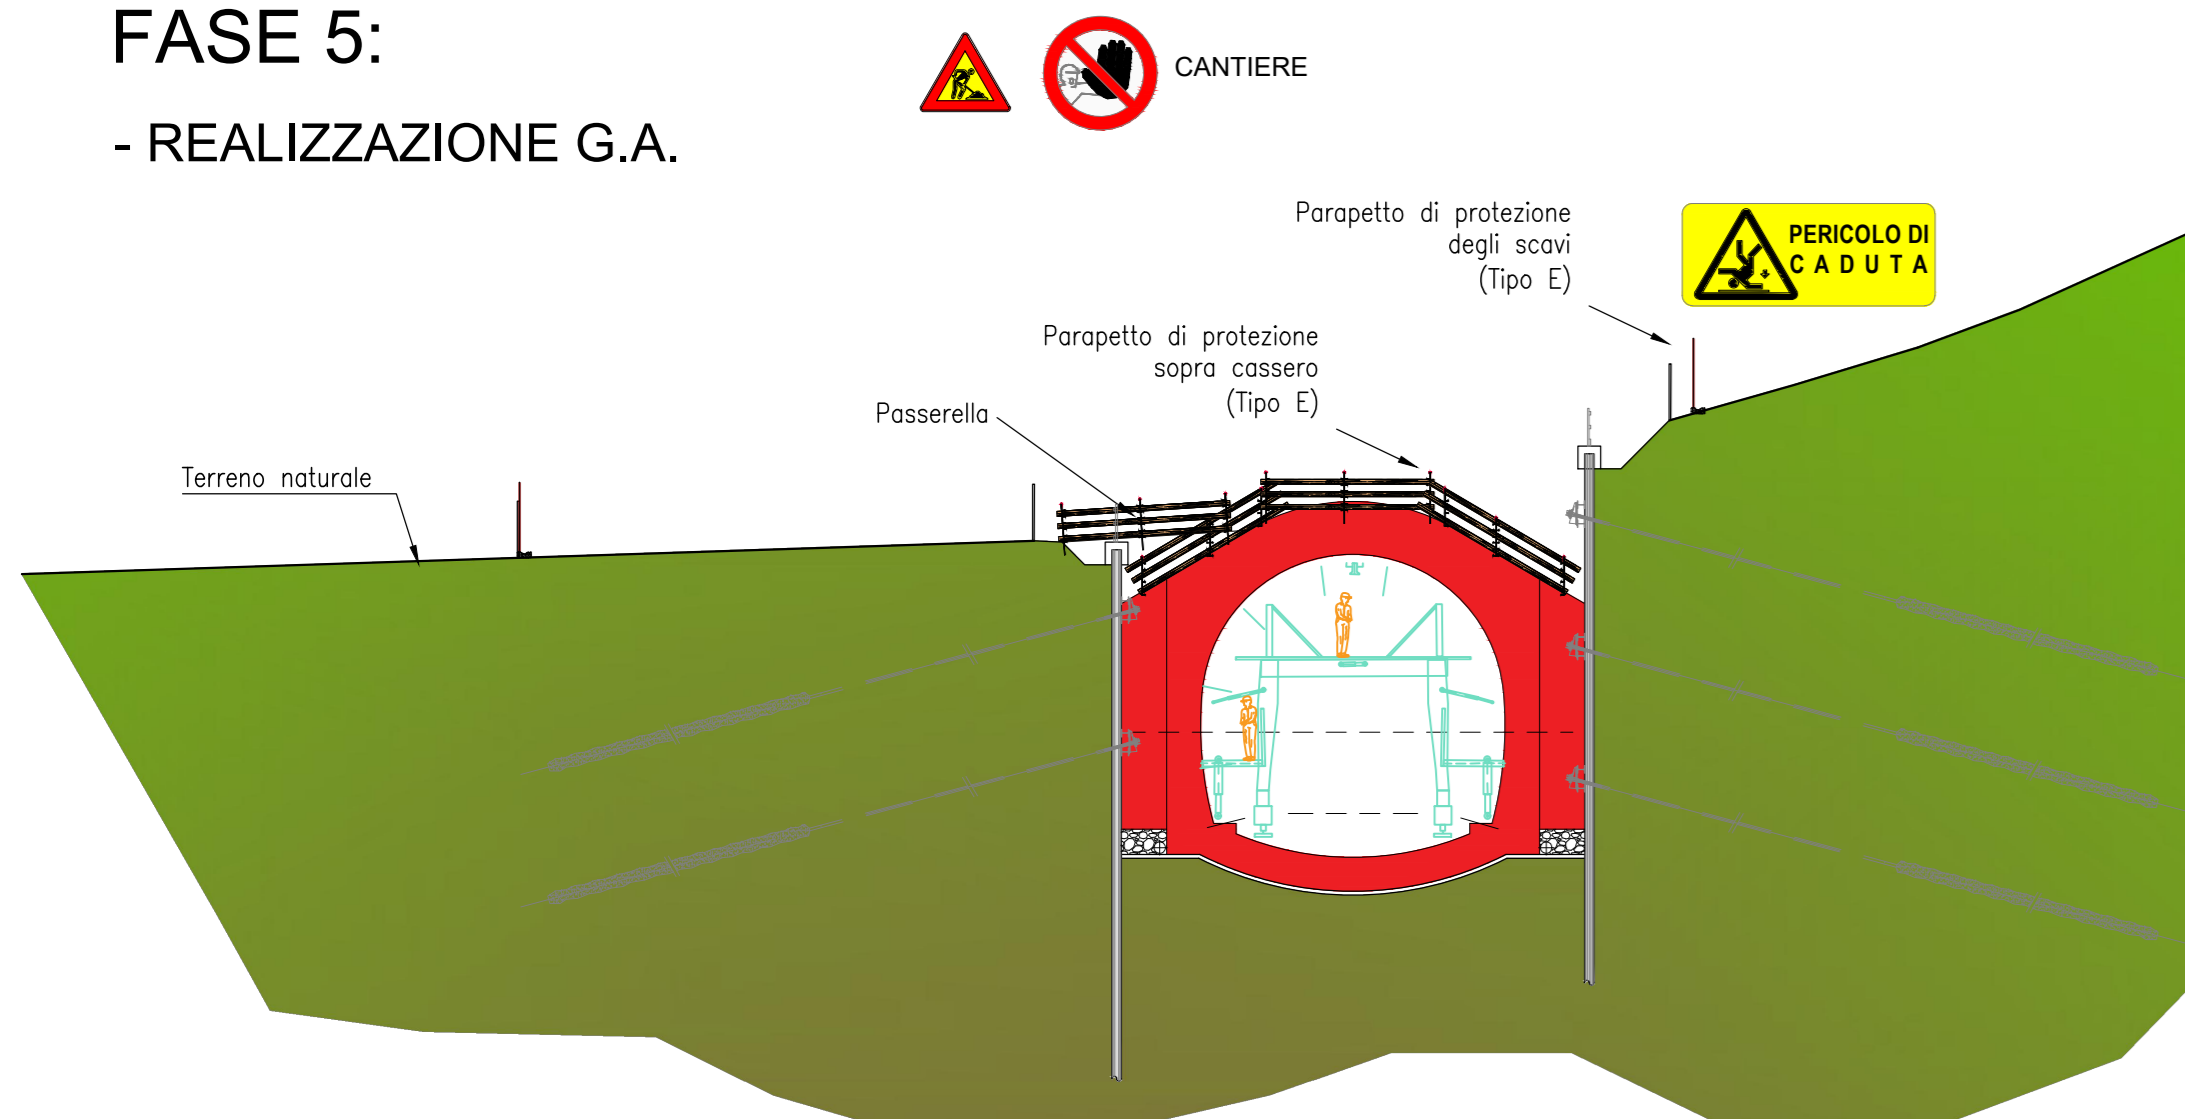 FASE 5:
- REALIZZAZIONE G.A.
CANTIERE
Parapetto di protezione
degli scavi
(Tipo E)
PERICOLO DI
CADUTA
Parapetto di protezione
sopra cassero
(Tipo E)
Passerella
Terreno naturale